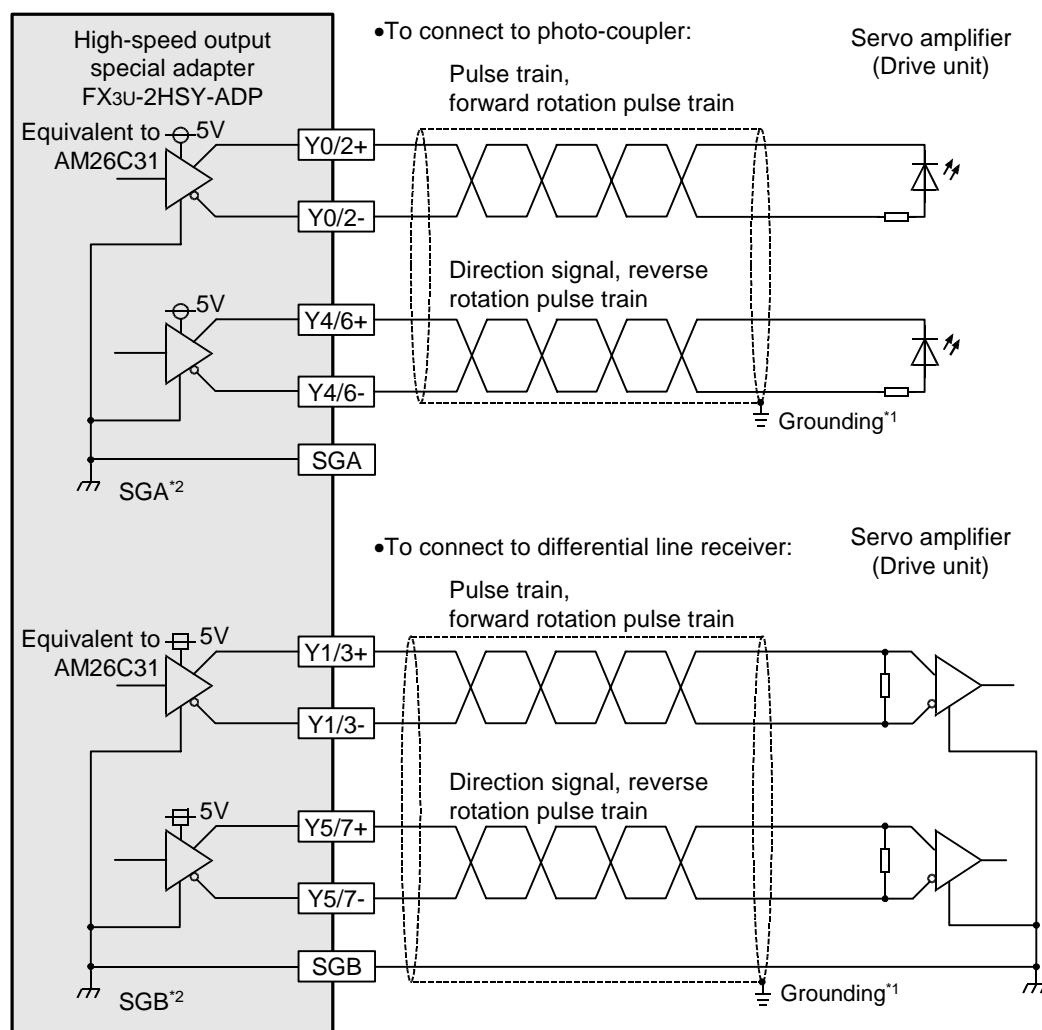 High-speed output
special adapter
FX3U-2HSY-ADP
Equivalent to
AM26C31
5V
Y0/2+
Y0/2-
5V
Y4/6+
Y4/6-
SGA
SGA*2
•To connect to photo-coupler:
Pulse train,
forward rotation pulse train
Servo amplifier
(Drive unit)
Direction signal, reverse
rotation pulse train
Grounding*1
•To connect to differential line receiver:
Pulse train,
forward rotation pulse train
Servo amplifier
(Drive unit)
Equivalent to
AM26C31
5V
Y1/3+
Y1/3-
Direction signal, reverse
rotation pulse train
5V
Y5/7+
Y5/7-
SGB
SGB*2
Grounding*1